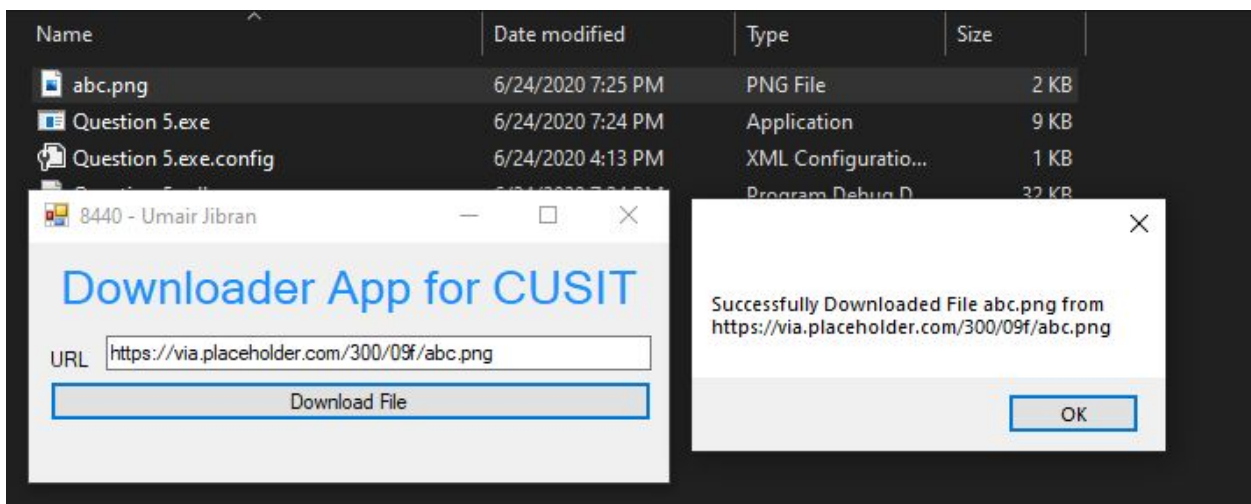 Name Date modified Type Size
abc.png 6/24/2020 7:25 PM PNG File 2 KB
Question 5.exe 6/24/2020 7:24 PM Application 9 KB
Question 5.exe.config 6/24/2020 4:13 PM XML Configuratio... 1 KB
Program Debug D... 32 KB
8440 - Umair Jibran
Downloader App for CUSIT
URL https://via.placeholder.com/300/09f/abc.png
Download File
Successfully Downloaded File abc.png from
https://via.placeholder.com/300/09f/abc.png
OK